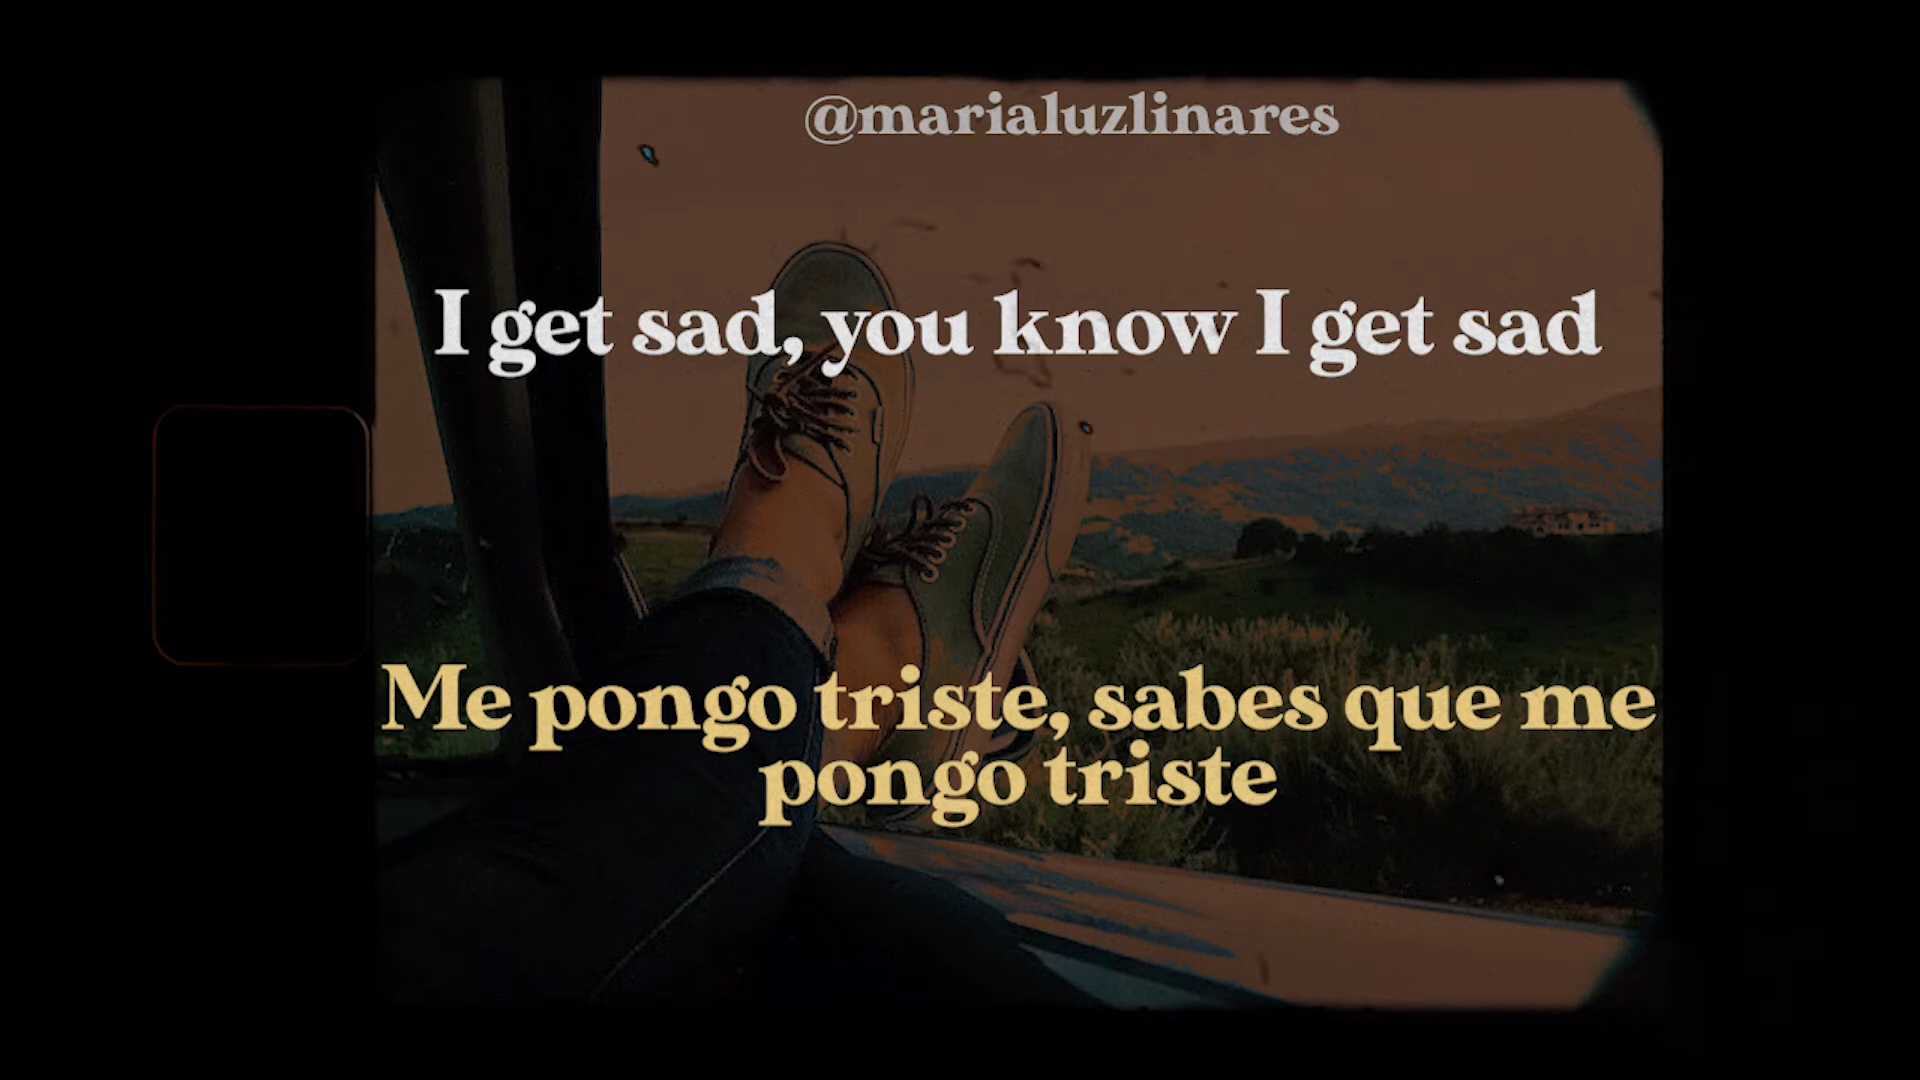 @marialuzlinares
I get sad, you know I get sad
Me pongo triste, sabes que me
pongo triste